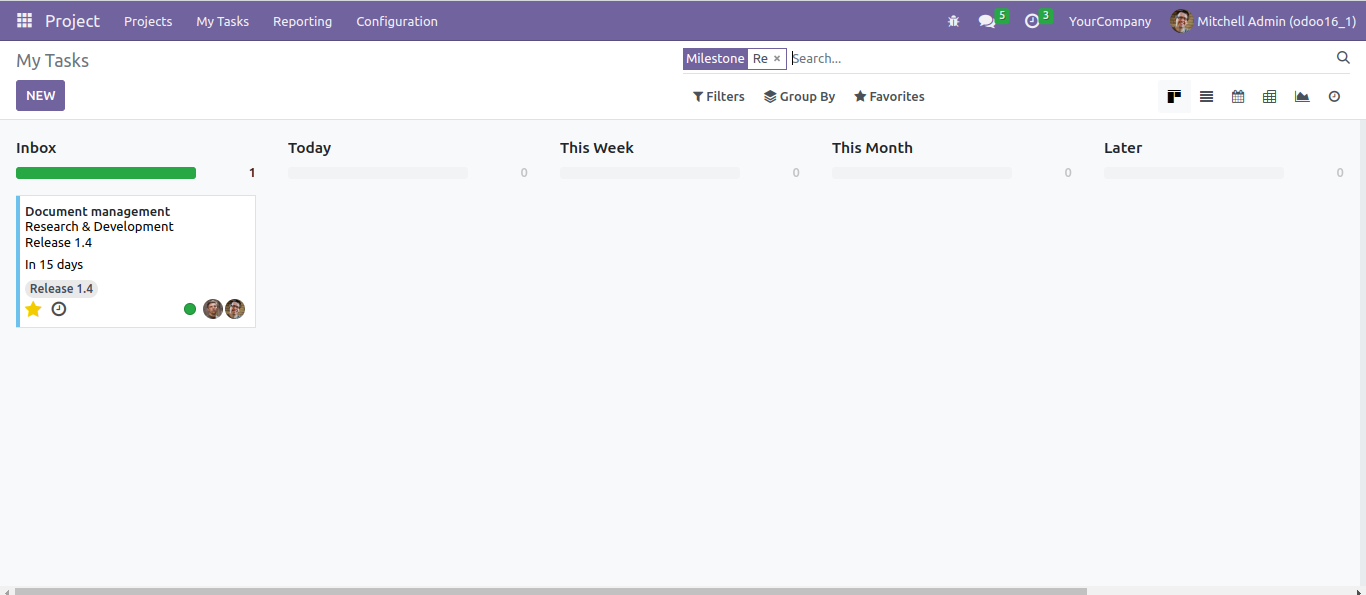 Project Projects My Tasks Reporting Configuration 5 3 YourCompany Mitchell Admin (odoo16_1)
My Tasks Milestone Re × Search...
NEW Filters Group By Favorites
Inbox Today This Week This Month Later
1 0 0 0 0
Document management
Research & Development
Release 1.4
In 15 days
Release 1.4